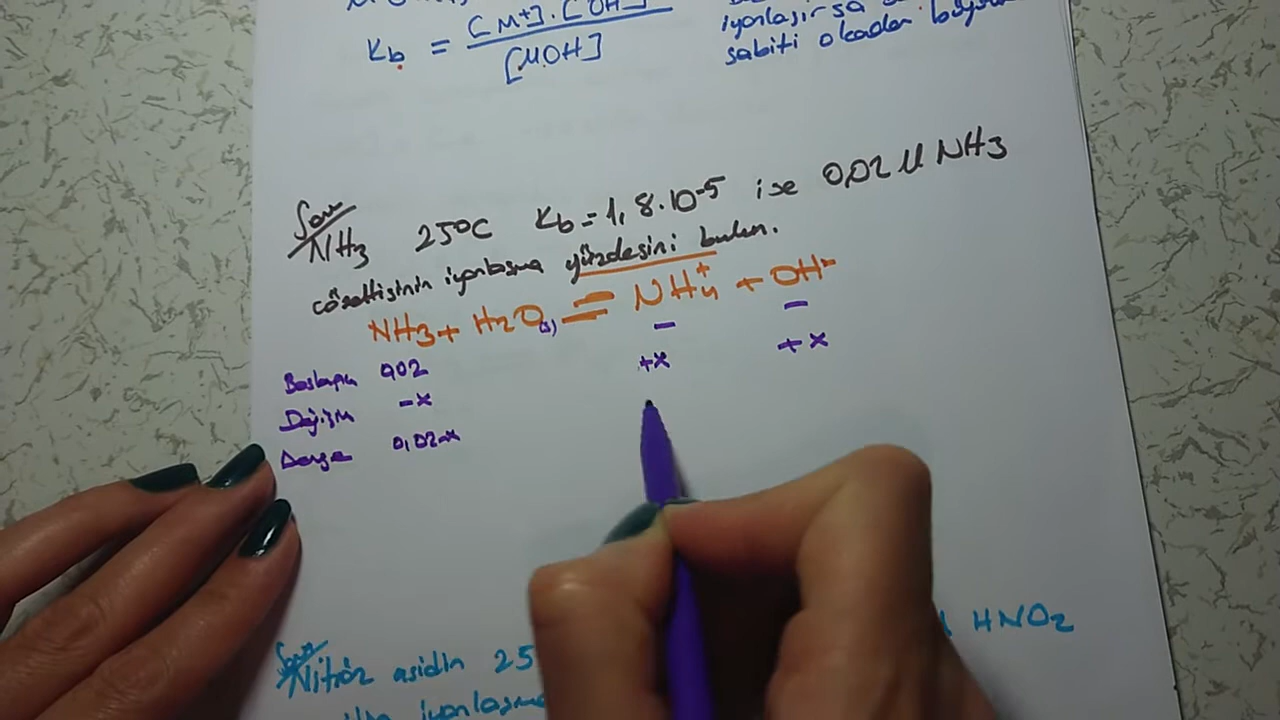 Kb = [M+].[OH]
[MOH]
iyonlaşırsa
sabiti okadar
Soru
NH3 25°C Kb=1,8.10-5 ise 0,02 M NH3
çözeltisinin iyonlaşma yüzdesini bulun.
NH3 + H2O(s) ⇌ NH4+ + OH-
Başlangıç 0,02 - -
Değişim -x +x +x
Denge 0,02-x
Soru
Nitröz asidin 25 HNO2
iyonlaşma